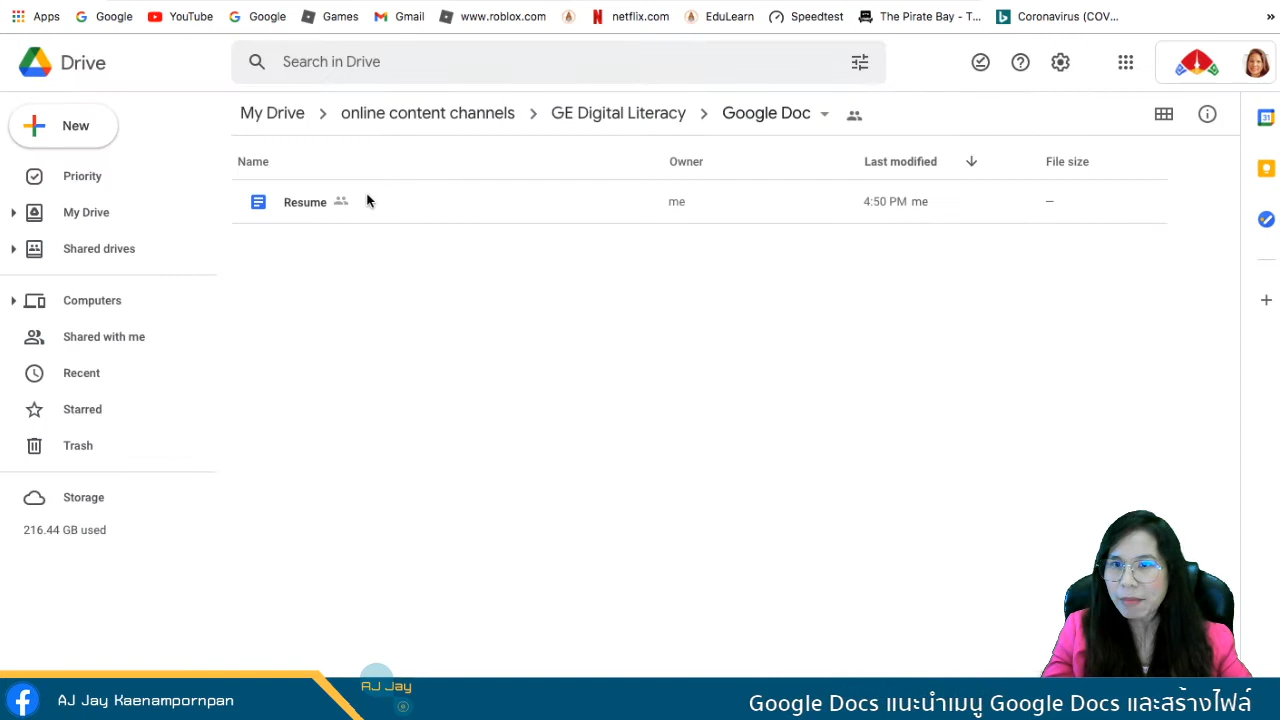 Apps Google YouTube Google Games Gmail www.roblox.com netflix.com EduLearn Speedtest The Pirate Bay - T... Coronavirus (COV... »
Drive
Search in Drive
New
My Drive > online content channels > GE Digital Literacy > Google Doc
Name Owner Last modified File size
Resume me 4:50 PM me —
Priority
My Drive
Shared drives
Computers
Shared with me
Recent
Starred
Trash
Storage
216.44 GB used
31
AJ Jay Kaenampornpan
AJ Jay
Google Docs แนะนำเมนู Google Docs และสร้างไฟล์